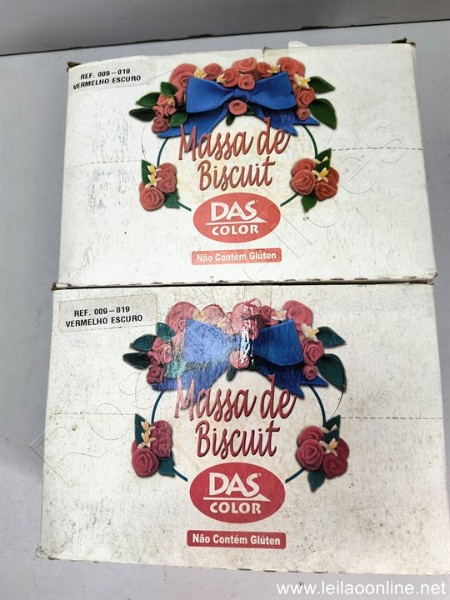 REF. 009-019
VERMELHO ESCURO
Massa de
Biscuit
DAS
COLOR
Não Contém Glúten
REF. 009-019
VERMELHO ESCURO
Massa de
Biscuit
DAS
COLOR
Não Contém Glúten
www.leilaoonline.net